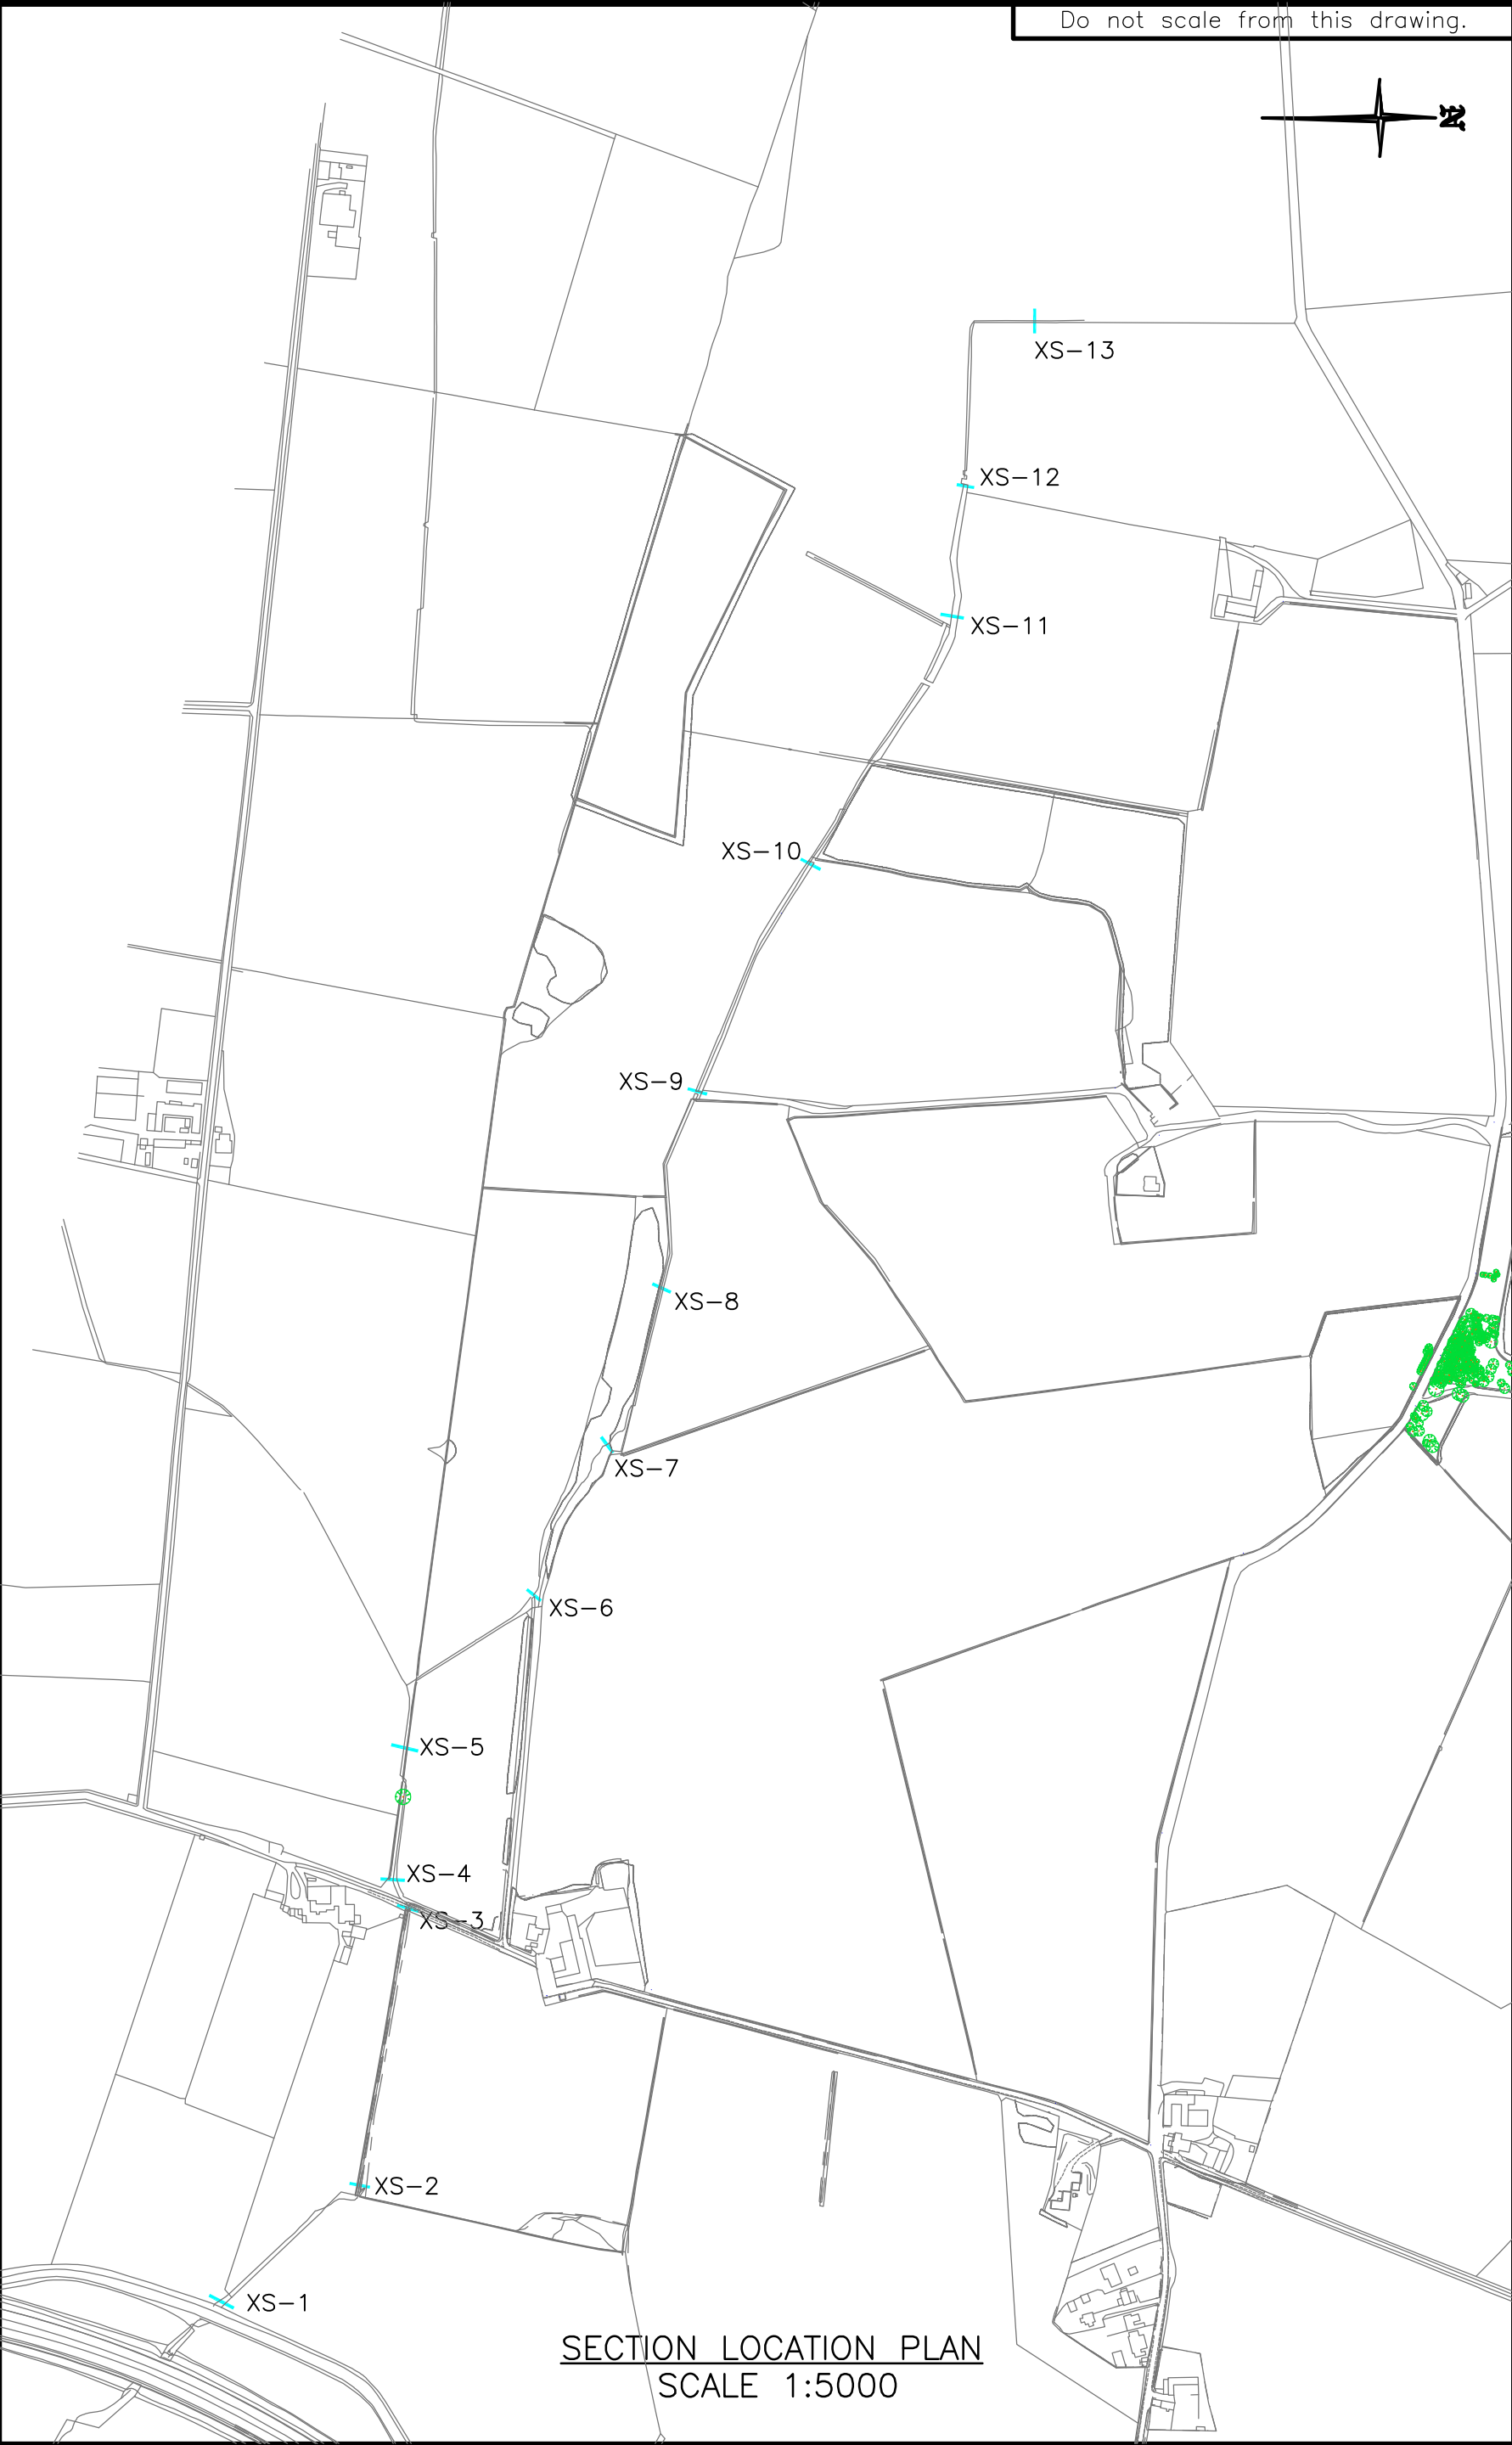 Do not scale from this drawing.
N
XS-13
XS-12
XS-11
XS-10
XS-9
XS-8
XS-7
XS-6
XS-5
XS-4
XS-3
XS-2
XS-1
SECTION LOCATION PLAN
SCALE 1:5000